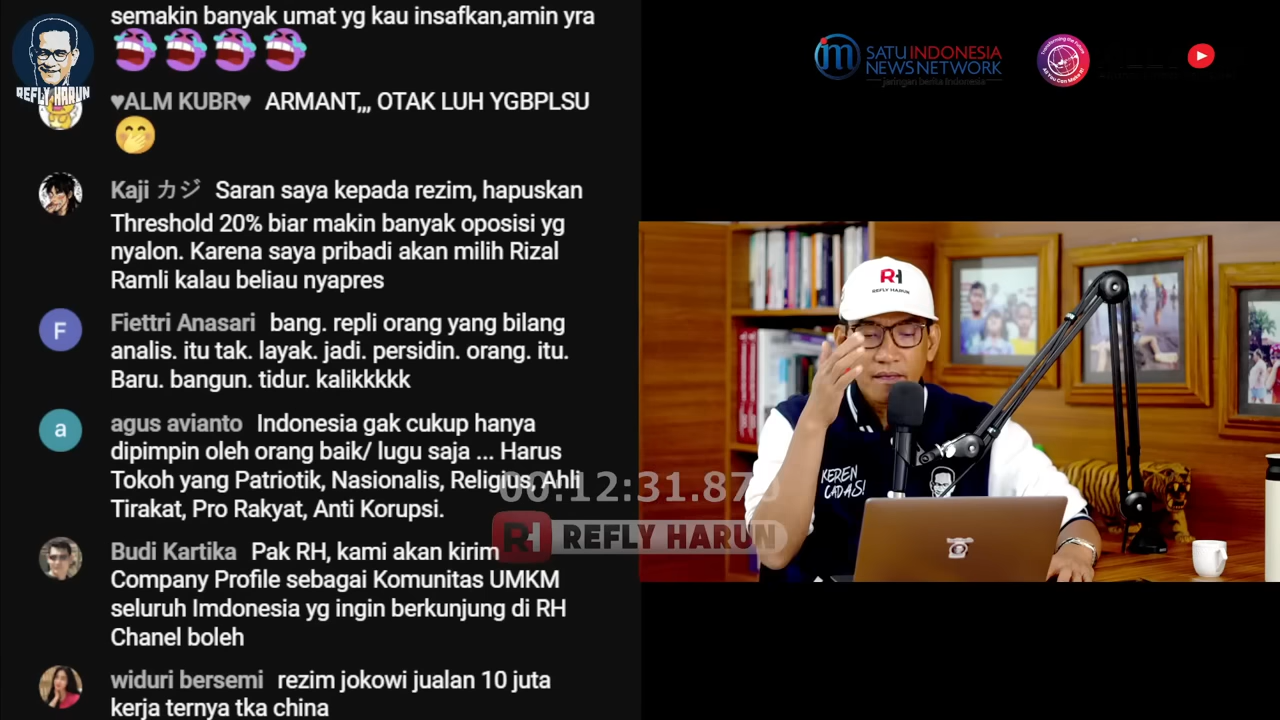 semakin banyak umat yg kau insafkan,amin yra
REFLY HARUN
♥ALM KUBR♥ ARMANT,,, OTAK LUH YGBPLSU
Kaji カジ Saran saya kepada rezim, hapuskan
Threshold 20% biar makin banyak oposisi yg
nyalon. Karena saya pribadi akan milih Rizal
Ramli kalau beliau nyapres
F
Fiettri Anasari bang. repli orang yang bilang
analis. itu tak. layak. jadi. persidin. orang. itu.
Baru. bangun. tidur. kalikkkkk
a
agus avianto Indonesia gak cukup hanya
dipimpin oleh orang baik/ lugu saja ... Harus
Tokoh yang Patriotik, Nasionalis, Religius, Ahli
Tirakat, Pro Rakyat, Anti Korupsi.
Budi Kartika Pak RH, kami akan kirim
Company Profile sebagai Komunitas UMKM
seluruh Imdonesia yg ingin berkunjung di RH
Chanel boleh
widuri bersemi rezim jokowi jualan 10 juta
kerja ternya tka china
SATU INDONESIA
NEWS NETWORK
jaringan berita Indonesia
RH
REFLY HARUN
KEREN
CADAS!
00:12:31.87
RH REFLY HARUN